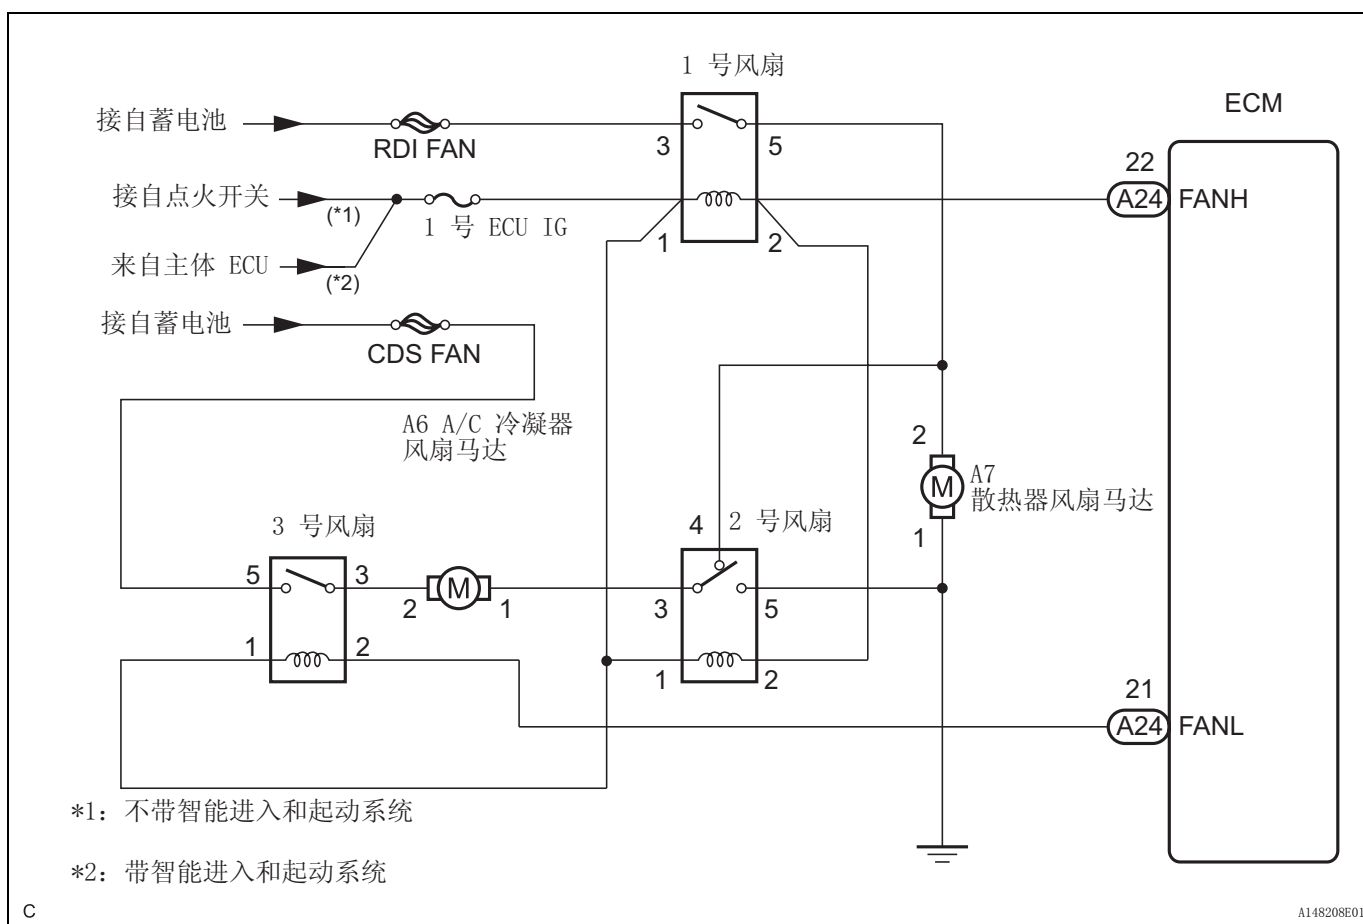 1 号风扇
ECM
接自蓄电池
RDI FAN
3
5
22
接自点火开关
(*1)
1 号 ECU IG
A24
FANH
1
2
来自主体 ECU
(*2)
接自蓄电池
CDS FAN
A6 A/C 冷凝器
风扇马达
2
M
A7
散热器风扇马达
1
3 号风扇
4
2 号风扇
5
3
2
M
1
3
5
1
2
1
2
21
A24
FANL
*1: 不带智能进入和起动系统
*2: 带智能进入和起动系统
C
A148208E01